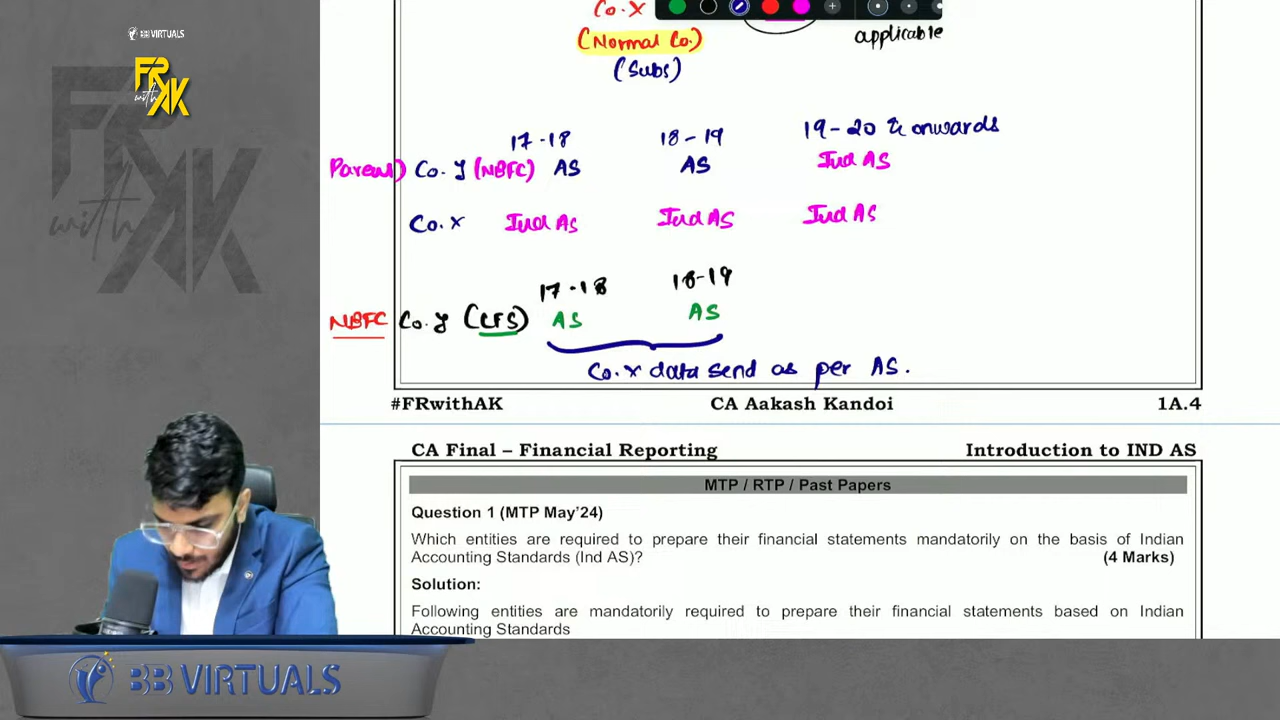 BB VIRTUALS
FR
with
AK
Co. X
(Normal Co.)
(Subs)
applicable
17-18 18-19 19-20 & onwards
Parent) Co. Y (NBFC) AS AS Ind AS
Co. X Ind AS Ind AS Ind AS
17-18 18-19
NBFC Co. Y (CFS) AS AS
Co. X data send as per AS.
#FRwithAK CA Aakash Kandoi 1A.4
CA Final – Financial Reporting Introduction to IND AS
MTP / RTP / Past Papers
Question 1 (MTP May'24)
Which entities are required to prepare their financial statements mandatorily on the basis of Indian
Accounting Standards (Ind AS)? (4 Marks)
Solution:
Following entities are mandatorily required to prepare their financial statements based on Indian
Accounting Standards
BB VIRTUALS